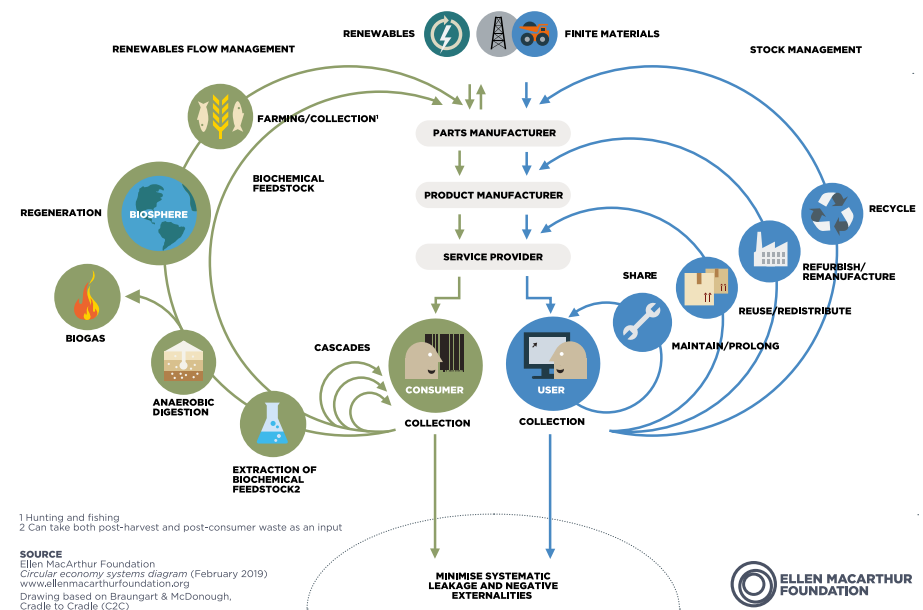 RENEWABLES
FINITE MATERIALS
RENEWABLES FLOW MANAGEMENT
STOCK MANAGEMENT
FARMING/COLLECTION¹
PARTS MANUFACTURER
BIOCHEMICAL
FEEDSTOCK
PRODUCT MANUFACTURER
REGENERATION
BIOSPHERE
RECYCLE
SERVICE PROVIDER
SHARE
REFURBISH/
REMANUFACTURE
REUSE/REDISTRIBUTE
BIOGAS
MAINTAIN/PROLONG
CASCADES
CONSUMER
USER
ANAEROBIC
DIGESTION
COLLECTION
COLLECTION
EXTRACTION OF
BIOCHEMICAL
FEEDSTOCK2
1 Hunting and fishing
2 Can take both post-harvest and post-consumer waste as an input
SOURCE
Ellen MacArthur Foundation
Circular economy systems diagram (February 2019)
www.ellenmacarthurfoundation.org
Drawing based on Braungart & McDonough,
Cradle to Cradle (C2C)
MINIMISE SYSTEMATIC
LEAKAGE AND NEGATIVE
EXTERNALITIES
ELLEN MACARTHUR
FOUNDATION